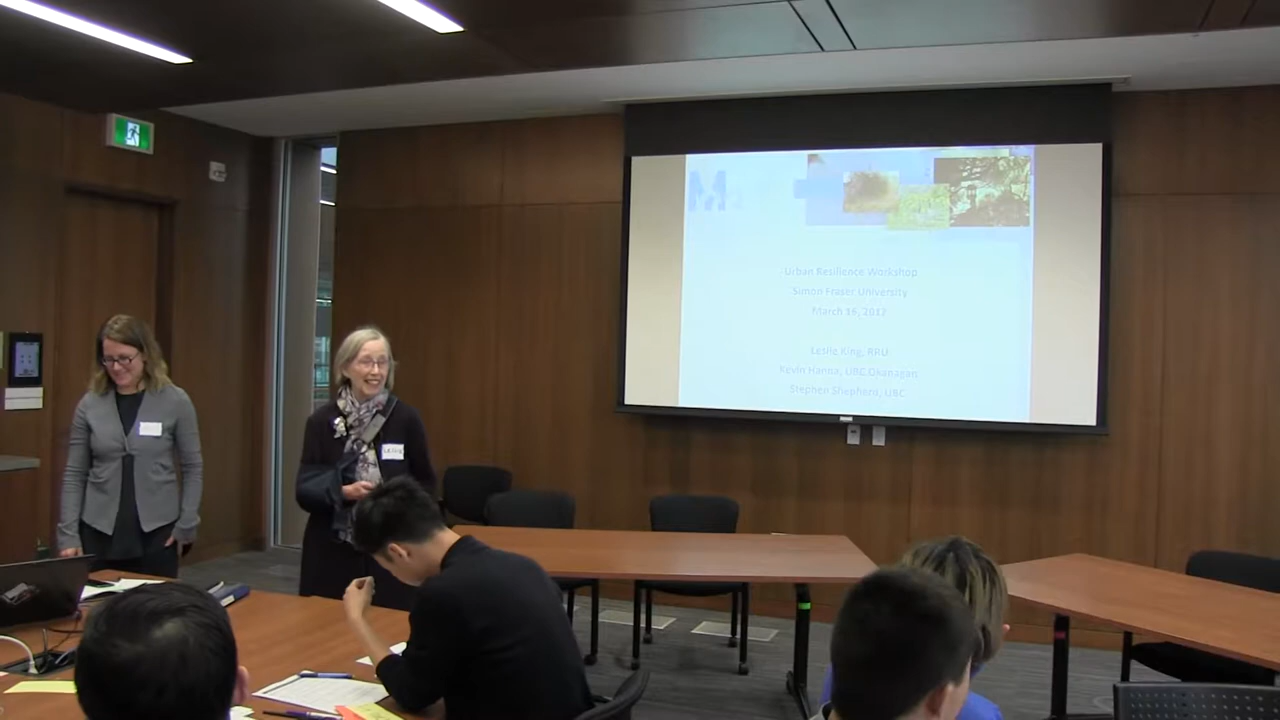 Urban Resilience Workshop
Simon Fraser University
March 16, 2017
Leslie King, RRU
Kevin Hanna, UBC Okanagan
Stephen Sheppard, UBC
LESLIE